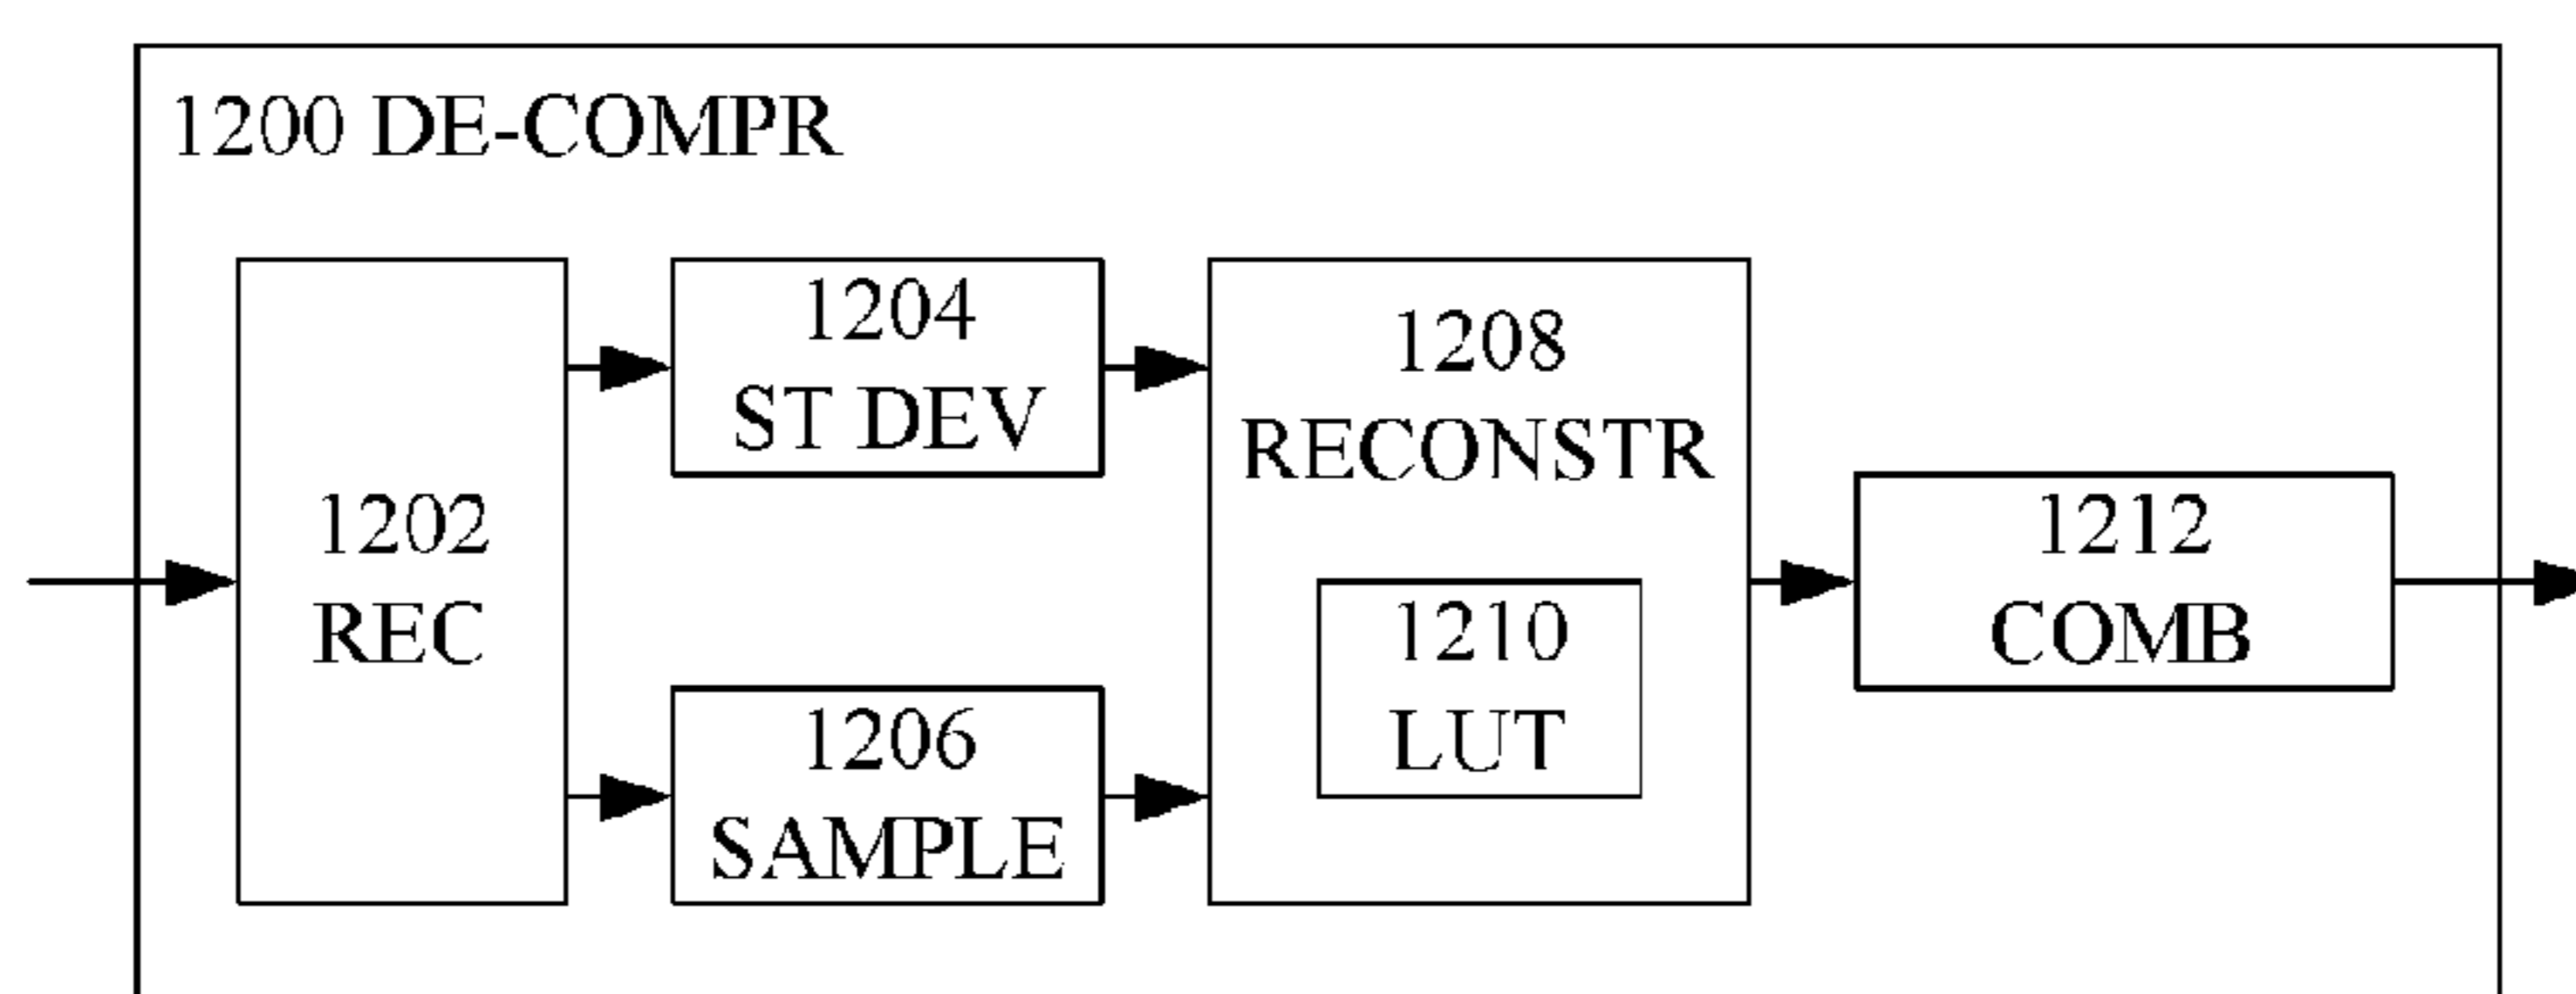 1200 DE-COMPR
1202
REC
1204
ST DEV
1206
SAMPLE
1208
RECONSTR
1210
LUT
1212
COMB